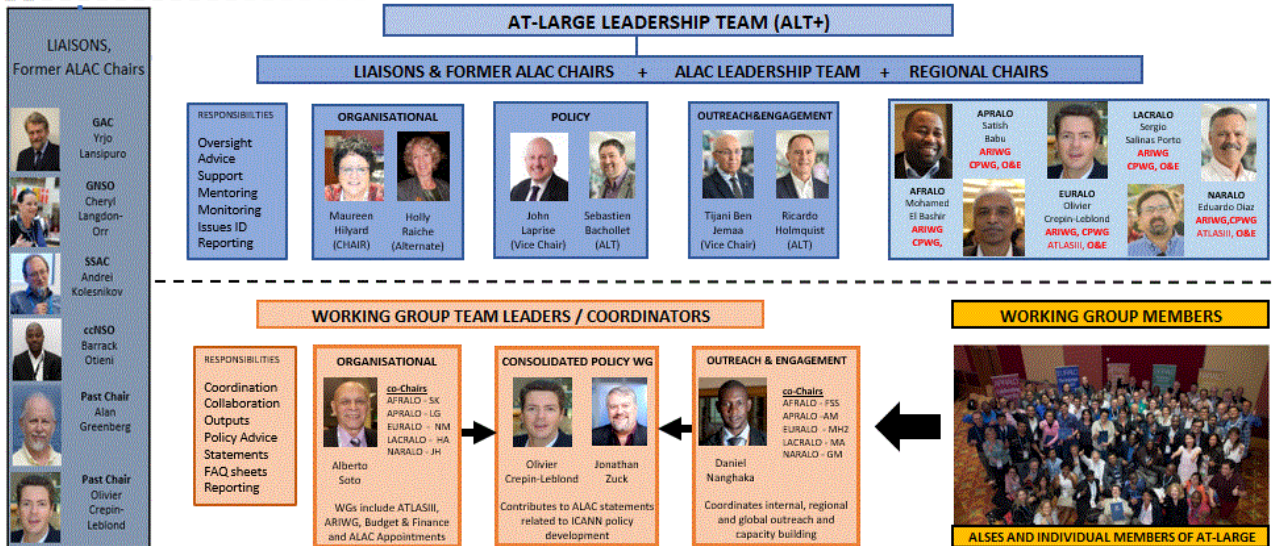 LIAISONS,
Former ALAC Chairs
GAC
Yrjo
Lansipuro
GNSO
Cheryl
Langdon-
Orr
SSAC
Andrei
Kolesnikov
ccNSO
Barrack
Otieni
Past Chair
Alan
Greenberg
Past Chair
Olivier
Crepin-
Leblond
AT-LARGE LEADERSHIP TEAM (ALT+)
LIAISONS & FORMER ALAC CHAIRS + ALAC LEADERSHIP TEAM + REGIONAL CHAIRS
RESPONSIBIILTIES
Oversight
Advice
Support
Mentoring
Monitoring
Issues ID
Reporting
ORGANISATIONAL
Maureen
Hilyard
(CHAIR)
Holly
Raiche
(Alternate)
POLICY
John
Laprise
(Vice Chair)
Sebastien
Bachollet
(ALT)
OUTREACH&ENGAGEMENT
Tijani Ben
Jemaa
(Vice Chair)
Ricardo
Holmquist
(ALT)
APRALO
Satish
Babu
ARIWG
CPWG, O&E
LACRALO
Sergio
Salinas Porto
ARIWG
CPWG, O&E
AFRALO
Mohamed
El Bashir
ARIWG
CPWG,
EURALO
Olivier
Crepin-Leblond
ARIWG, CPWG
ATLASIII, O&E
NARALO
Eduardo Diaz
ARIWG,CPWG
ATLASIII, O&E
WORKING GROUP TEAM LEADERS / COORDINATORS
RESPONSIBILITIES
Coordination
Collaboration
Outputs
Policy Advice
Statements
FAQ sheets
Reporting
ORGANISATIONAL
co-Chairs
AFRALO - SK
APRALO - LG
EURALO - NM
LACRALO - HA
NARALO - JH
Alberto
Soto
WGs include ATLASIII,
ARIWG, Budget & Finance
and ALAC Appointments
CONSOLIDATED POLICY WG
Olivier
Crepin-Leblond
Jonathan
Zuck
Contributes to ALAC statements
related to ICANN policy
development
OUTREACH & ENGAGEMENT
co-Chairs
AFRALO - FSS
APRALO -AM
EURALO - MH2
LACRALO - MA
NARALO - GM
Daniel
Nanghaka
Coordinates internal, regional
and global outreach and
capacity building
WORKING GROUP MEMBERS
ALSES AND INDIVIDUAL MEMBERS OF AT-LARGE